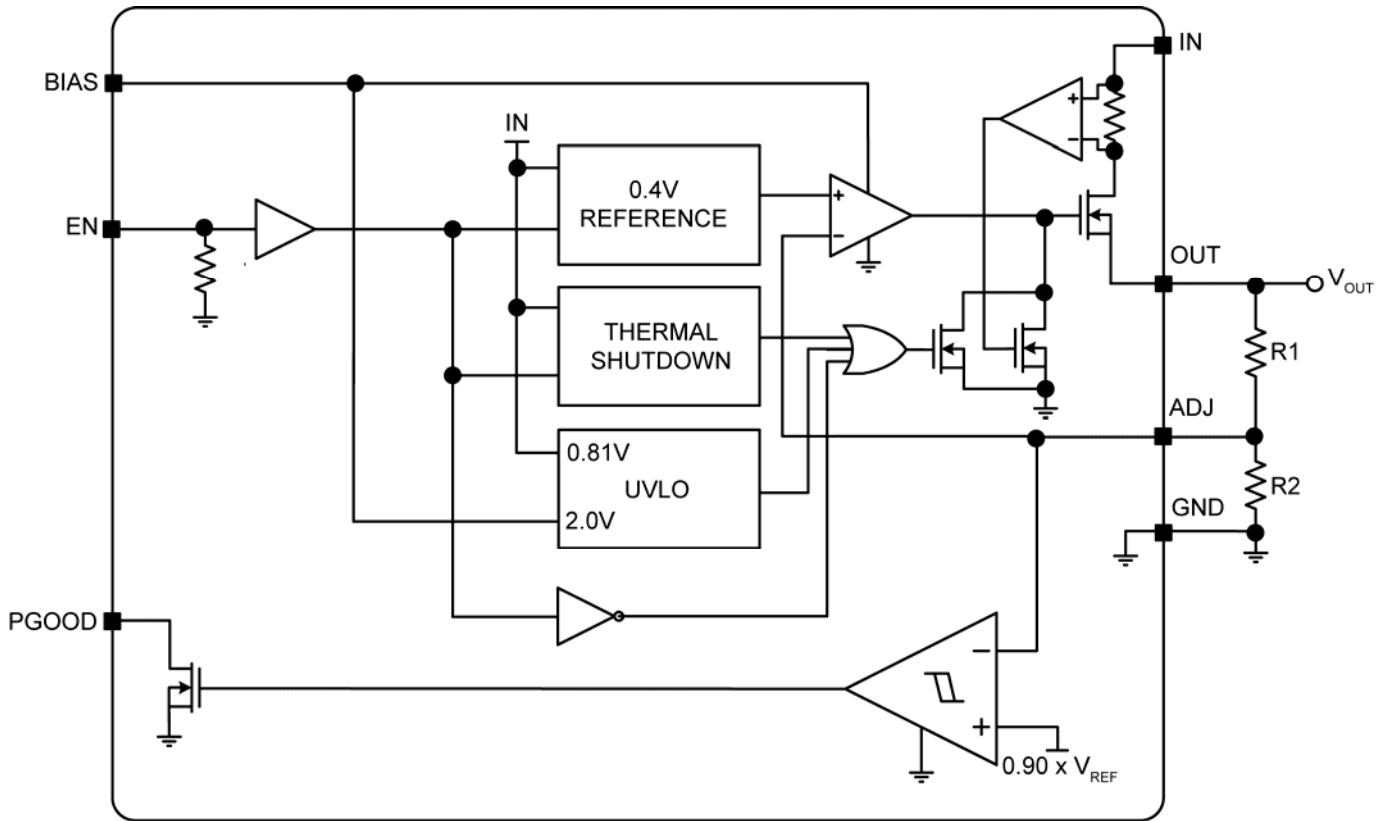 IN
BIAS
IN
+
-
0.4V
REFERENCE
+
-
EN
OUT
V_OUT
THERMAL
SHUTDOWN
R1
ADJ
0.81V
UVLO
2.0V
R2
GND
PGOOD
-
+
0.90 x V_REF